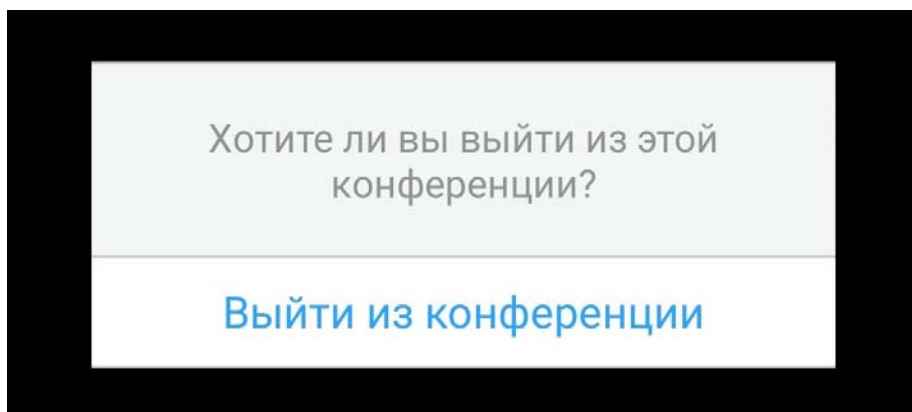 Хотите ли вы выйти из этой
конференции?
Выйти из конференции